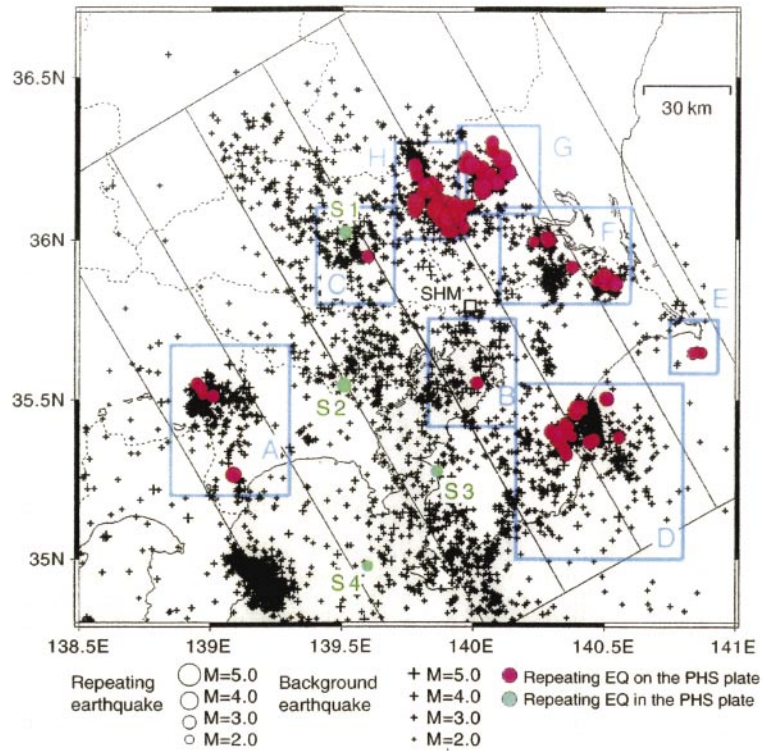 36.5N
30 km
H
G
S 1
36N
F
C
SHM
E
35.5N
S 2
B
A
S 3
D
35N
S 4
138.5E 139E 139.5E 140E 140.5E 141E
Repeating earthquake
M=5.0
M=4.0
M=3.0
M=2.0
Background earthquake
+ M=5.0
+ M=4.0
+ M=3.0
+ M=2.0
Repeating EQ on the PHS plate
Repeating EQ in the PHS plate